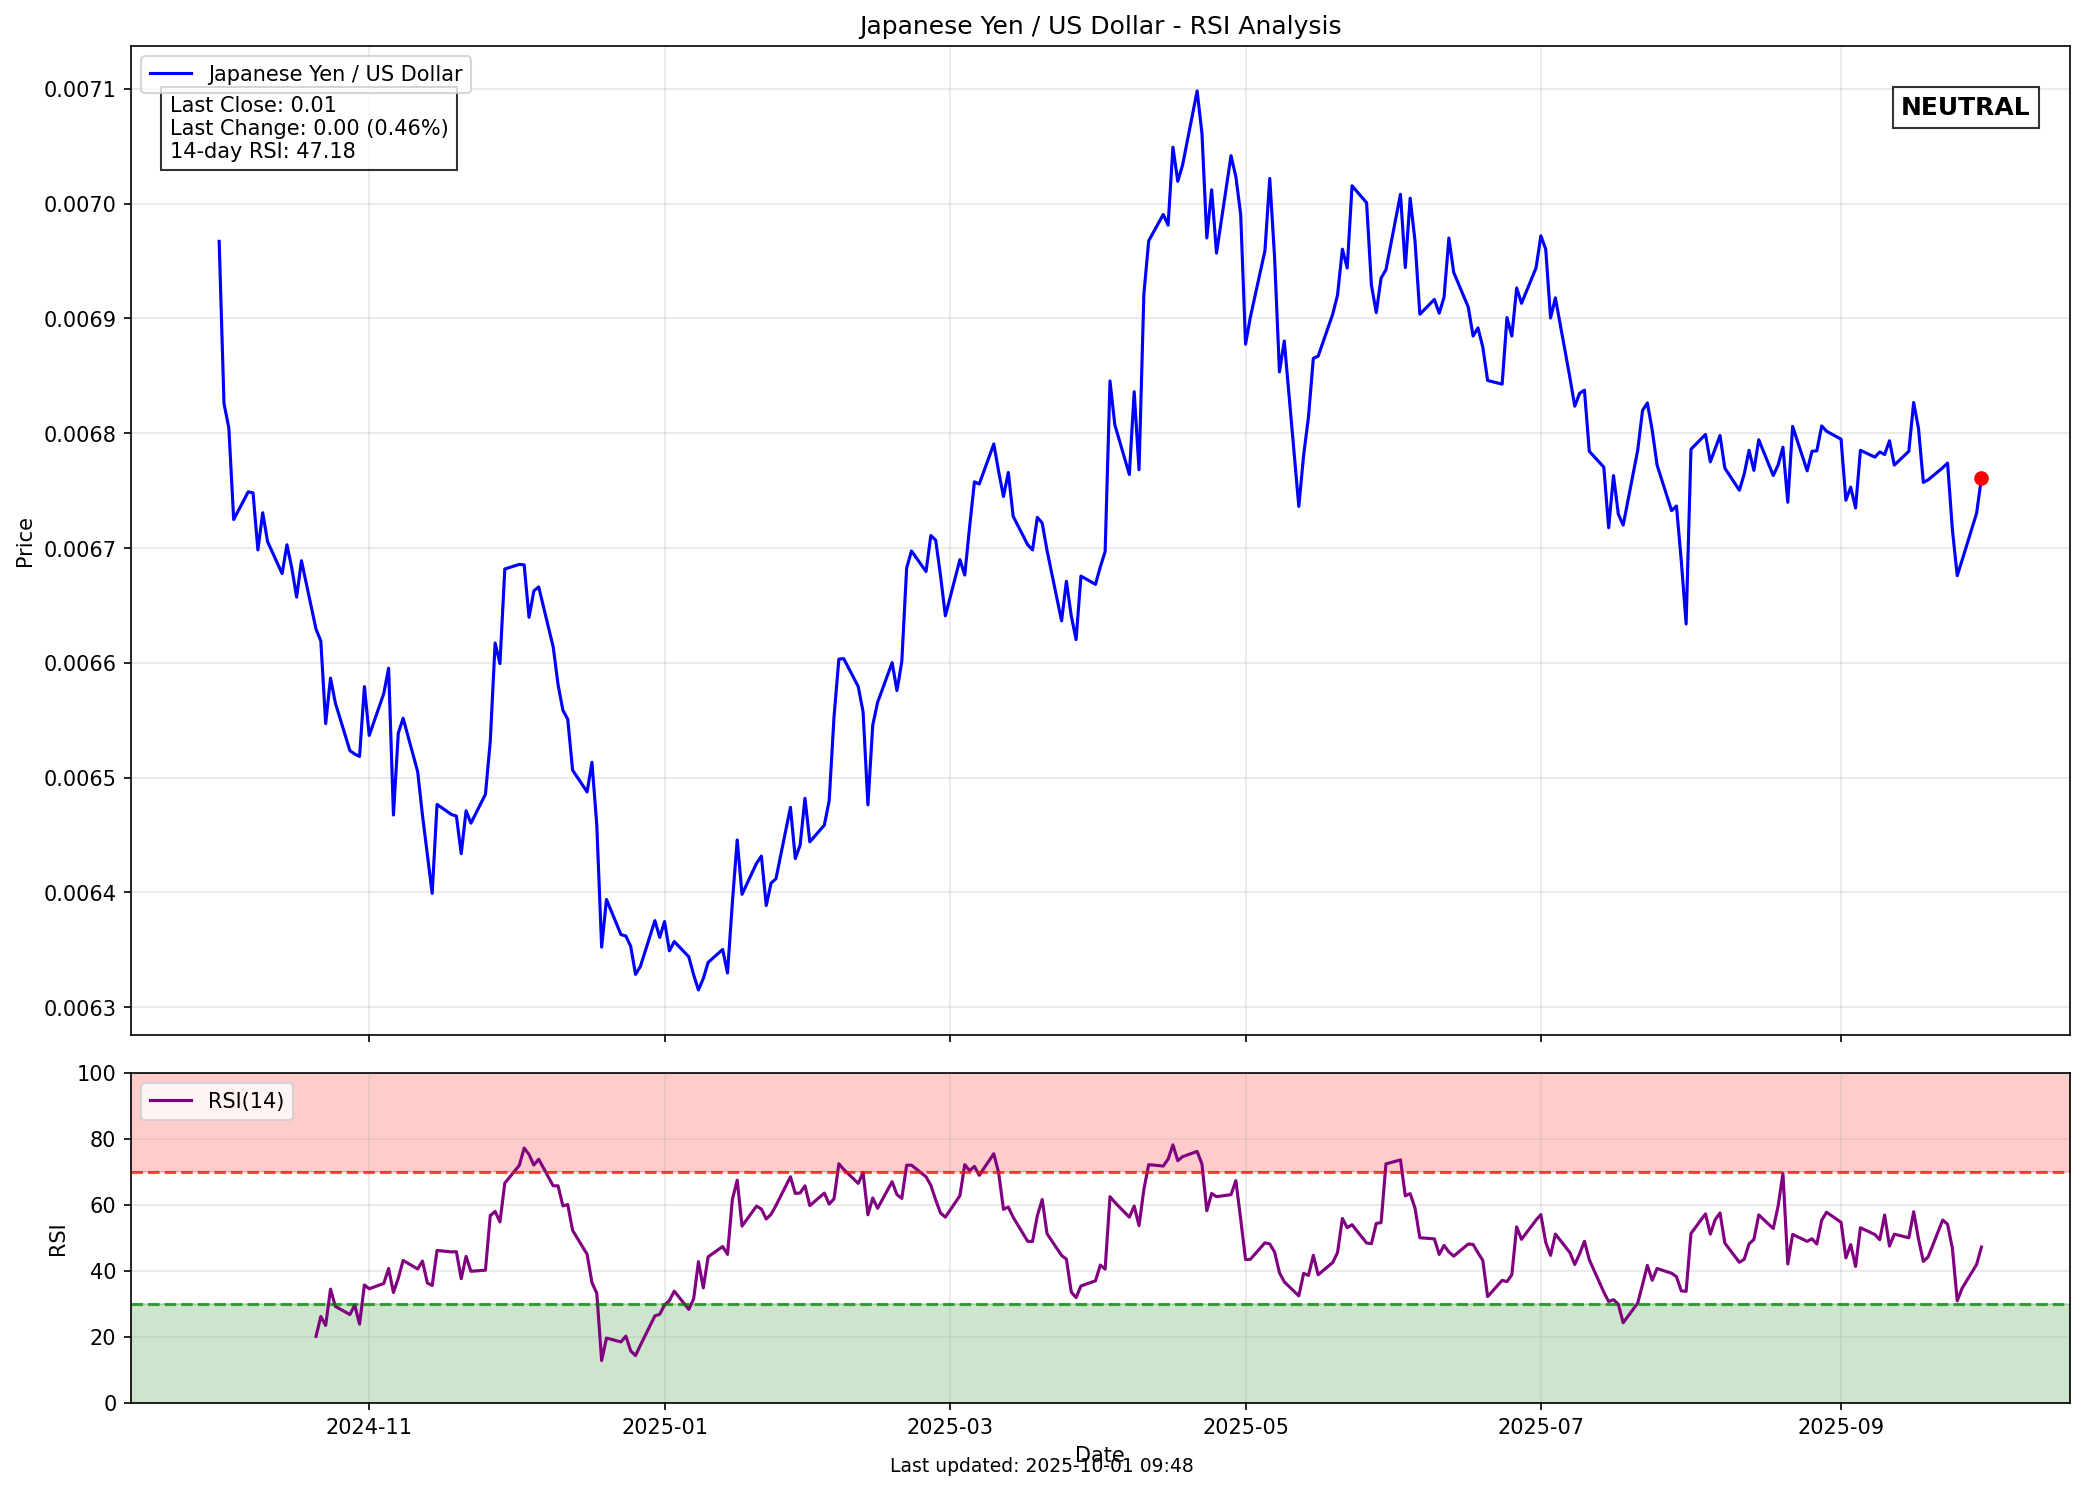 Japanese Yen / US Dollar - RSI Analysis
Japanese Yen / US Dollar
Last Close: 0.01
Last Change: 0.00 (0.46%)
14-day RSI: 47.18
NEUTRAL
0.0071
0.0070
0.0069
0.0068
0.0067
0.0066
0.0065
0.0064
0.0063
Price
RSI(14)
100
80
60
40
20
0
RSI
2024-11
2025-01
2025-03
2025-05
2025-07
2025-09
Date
Last updated: 2025-10-01 09:48